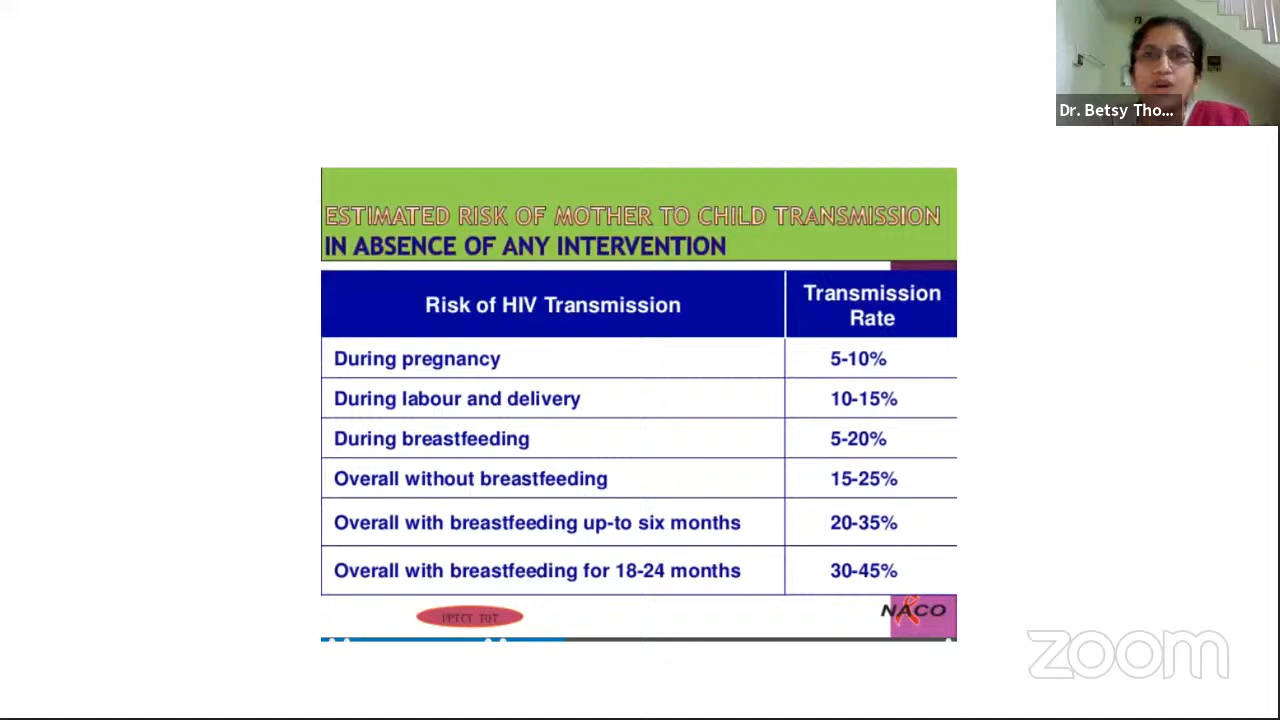 Dr. Betsy Tho...
ESTIMATED RISK OF MOTHER TO CHILD TRANSMISSION
IN ABSENCE OF ANY INTERVENTION
Risk of HIV Transmission
Transmission
Rate
During pregnancy 5-10%
During labour and delivery 10-15%
During breastfeeding 5-20%
Overall without breastfeeding 15-25%
Overall with breastfeeding up-to six months 20-35%
Overall with breastfeeding for 18-24 months 30-45%
PPTCT TOT
NACO
zoom